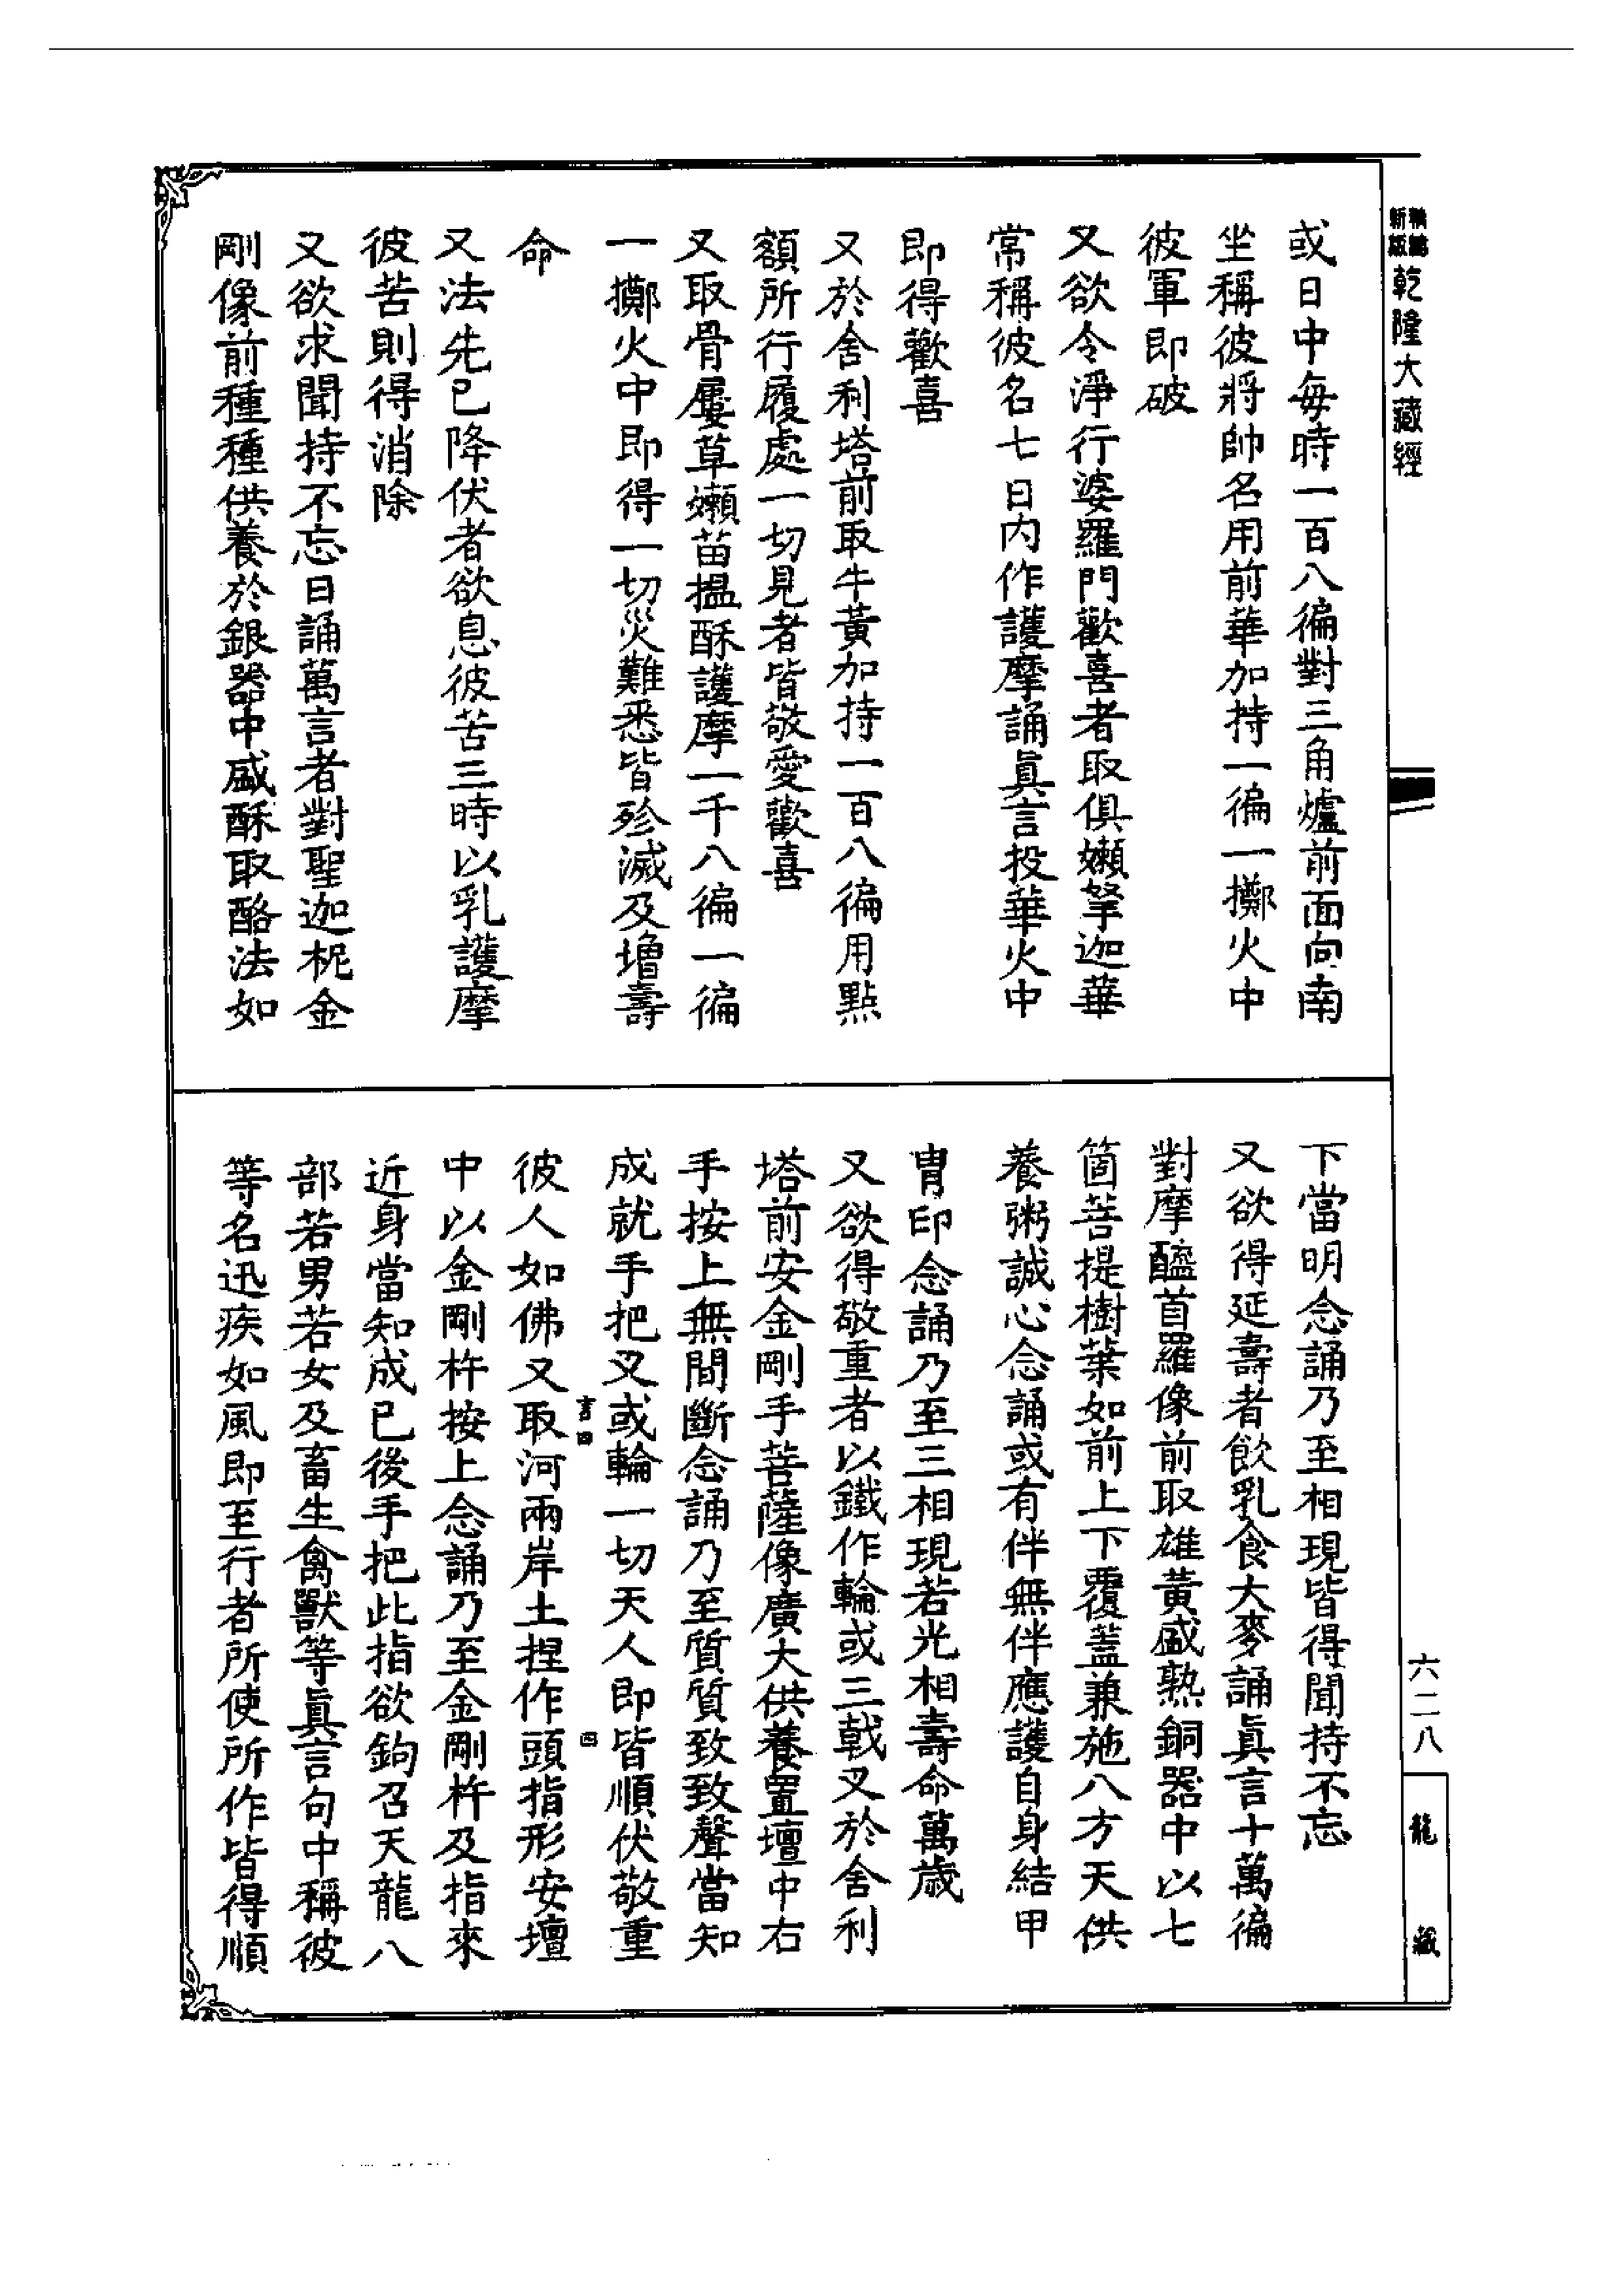 新編縮版乾隆大藏經
或日中每時一百八徧對三角爐前面向南
坐稱彼將帥名用前華加持一徧一擲火中
彼軍即破
又欲令淨行婆羅門歡喜者取俱嬾拏迦華
常稱彼名七日內作護摩誦眞言投華火中
即得歡喜
又於舍利塔前取牛黃加持一百八徧用點
額所行履處一切見者皆敬愛歡喜
又取骨屢草嬾苗搵酥護摩一千八徧一徧
一擲火中即得一切災難悉皆殄滅及增壽
命
又法先已降伏者欲息彼苦三時以乳護摩
彼苦則得消除
又欲求聞持不忘日誦萬言者對聖迦柅金
剛像前種種供養於銀器中盛酥取酪法如
下當明念誦乃至相現皆得聞持不忘
又欲得延壽者飲乳食大麥誦眞言十萬徧
對摩醯首羅像前取雄黃盛熟銅器中以七
箇菩提樹葉如前上下覆蓋兼施八方天供
養粥誠心念誦或有伴無伴應護自身結甲
冑印念誦乃至三相現若光相壽命萬歲
又欲得敬重者以鐵作輪或三戟叉於舍利
塔前安金剛手菩薩像廣大供養置壇中右
手按上無間斷念誦乃至質質致致聲當知
成就手把叉或輪一切天人即皆順伏敬重
書四
四
彼人如佛又取河兩岸土捏作頭指形安壇
中以金剛杵按上念誦乃至金剛杵及指來
近身當知成已後手把此指欲鉤召天龍八
部若男若女及畜生禽獸等眞言句中稱彼
等名迅疾如風即至行者所使所作皆得順
六二八
龍藏